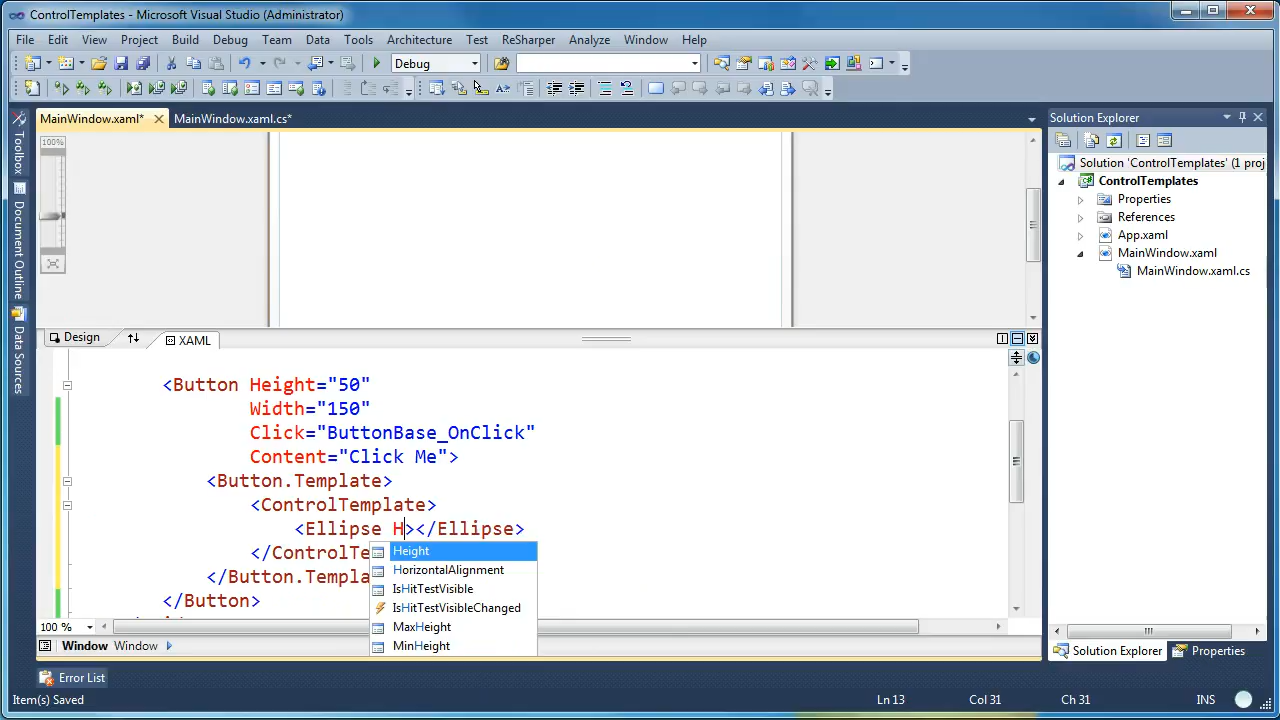 ControlTemplates - Microsoft Visual Studio (Administrator)
File Edit View Project Build Debug Team Data Tools Architecture Test ReSharper Analyze Window Help
Debug
MainWindow.xaml* MainWindow.xaml.cs*
Solution Explorer
Toolbox
Document Outline
Data Sources
100%
Solution 'ControlTemplates' (1 proj
ControlTemplates
Properties
References
App.xaml
MainWindow.xaml
MainWindow.xaml.cs
Design XAML
<Button Height="50"
Width="150"
Click="ButtonBase_OnClick"
Content="Click Me">
<Button.Template>
<ControlTemplate>
<Ellipse H></Ellipse>
</ControlTe
</Button.Templa
</Button>
Height
HorizontalAlignment
IsHitTestVisible
IsHitTestVisibleChanged
MaxHeight
MinHeight
100 %
Window Window
Solution Explorer Properties
Error List
Item(s) Saved Ln 13 Col 31 Ch 31 INS